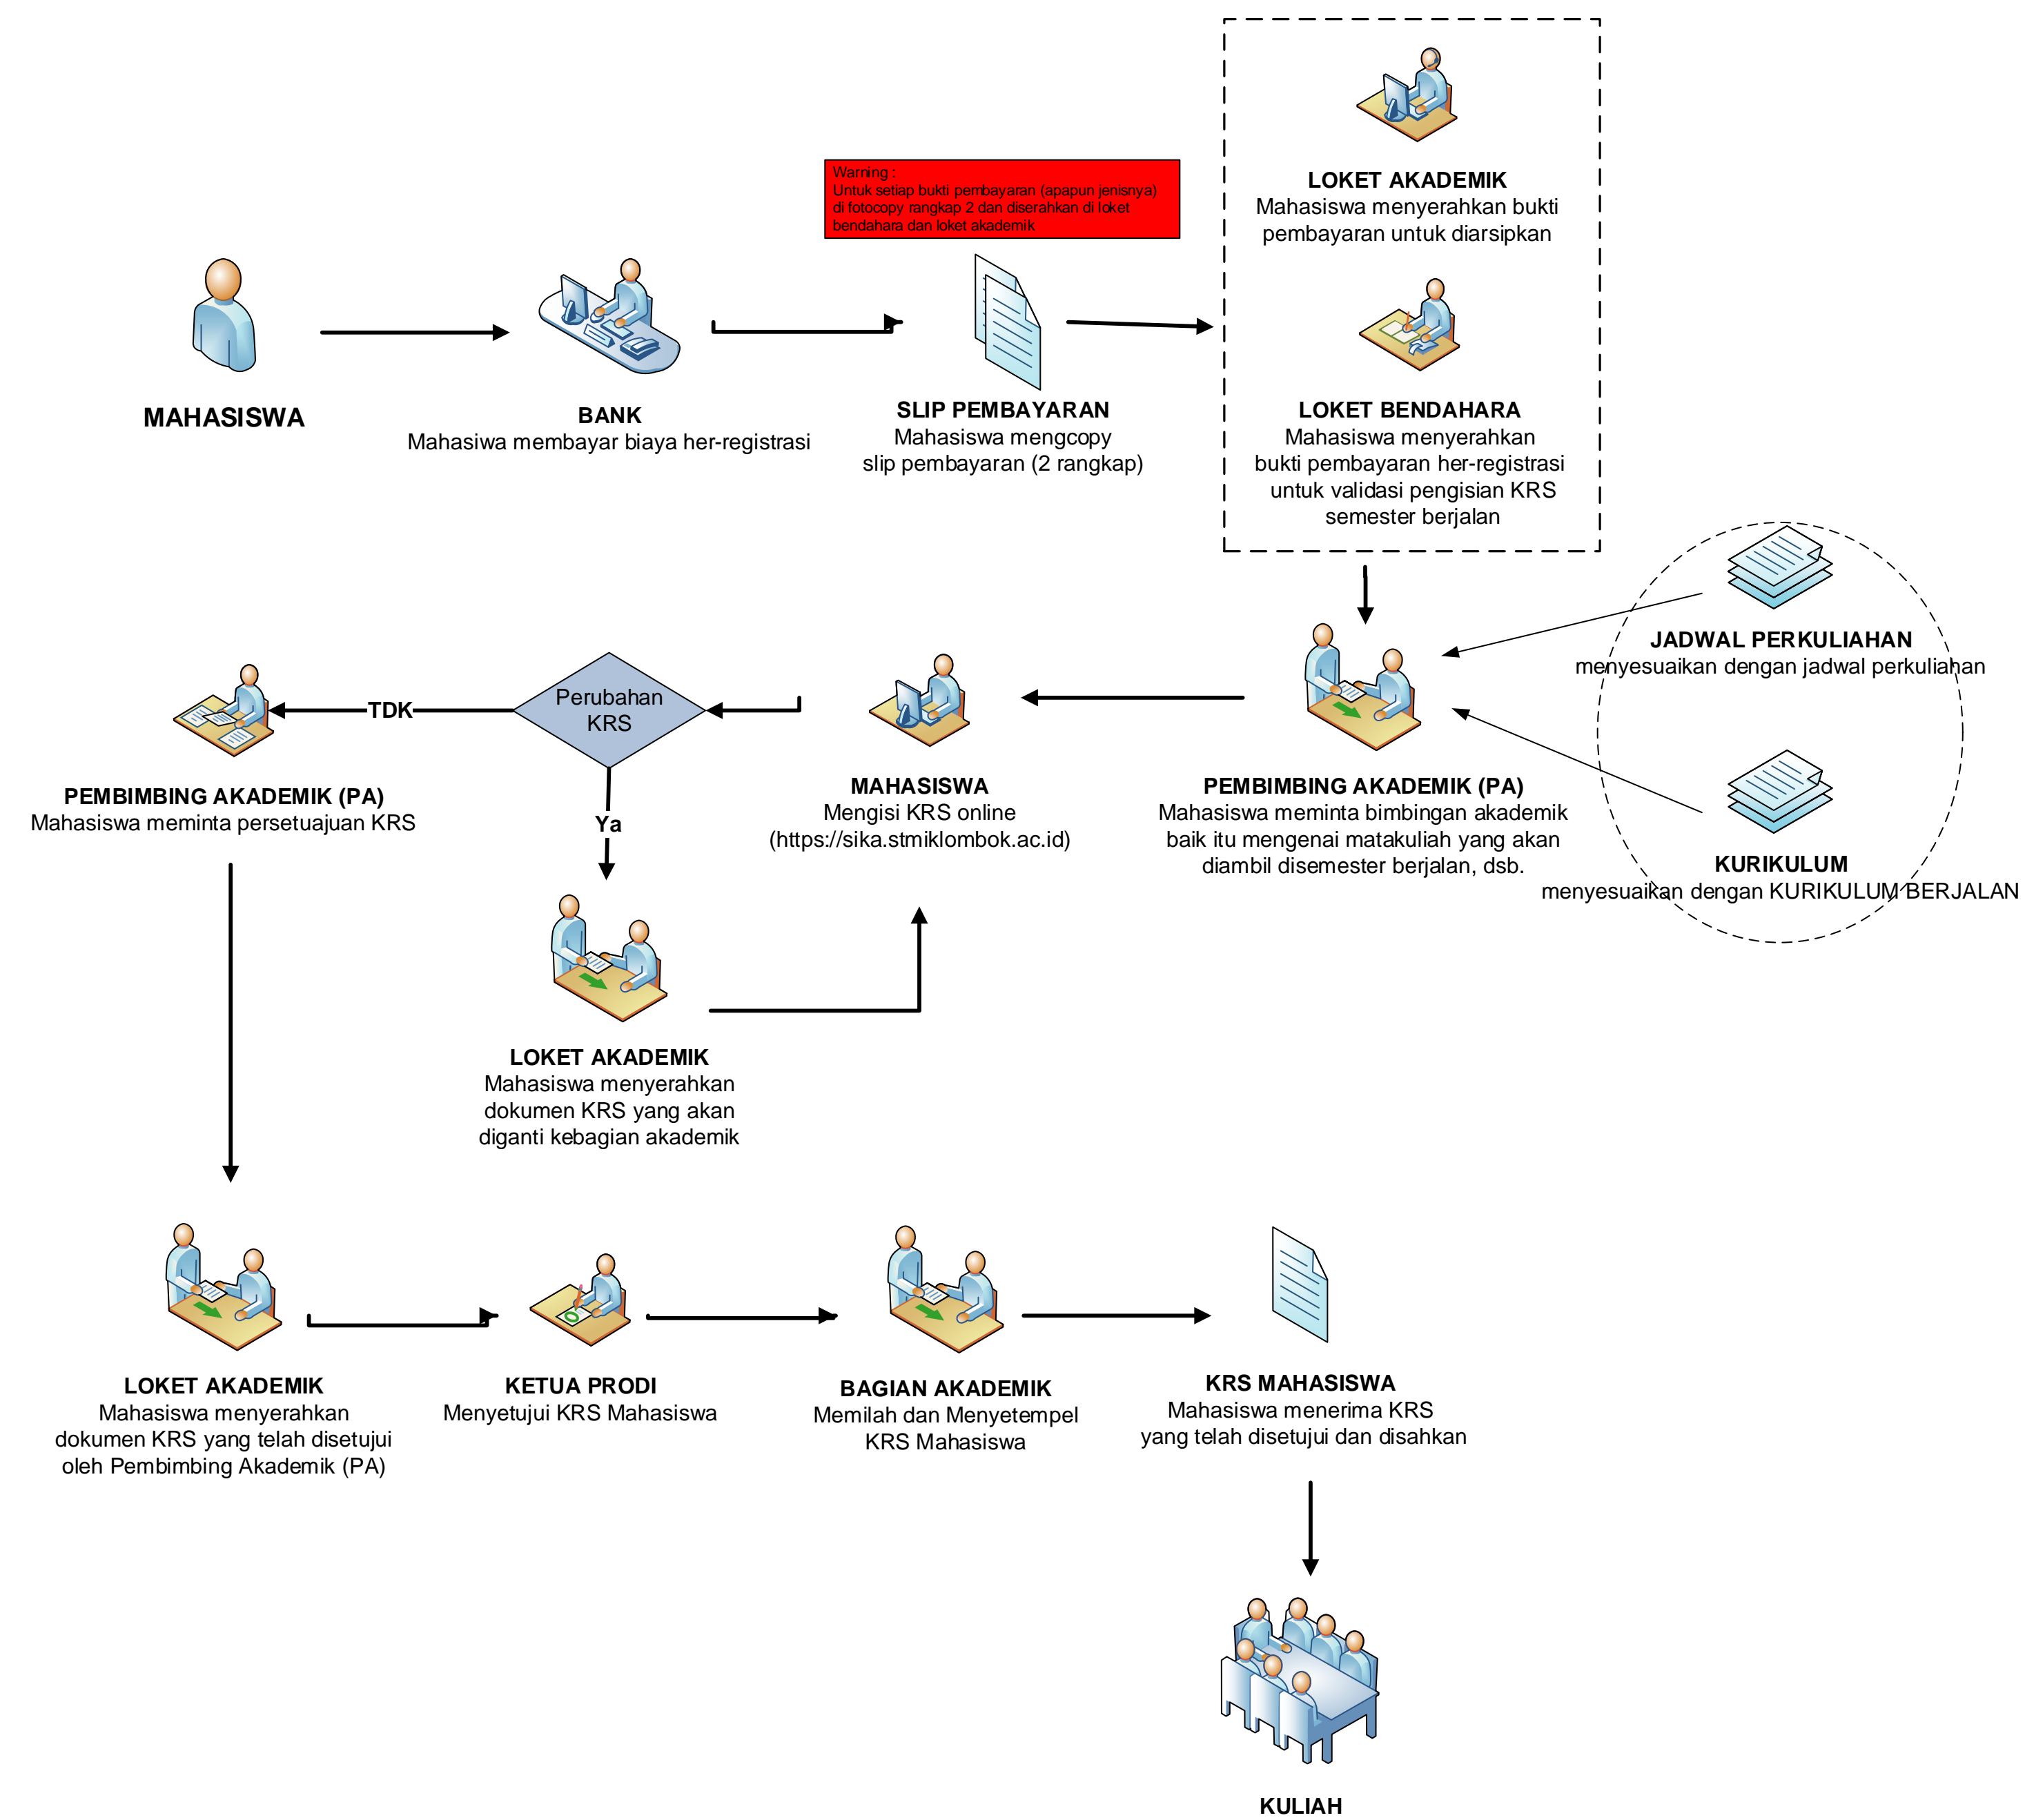 LOKET AKADEMIK
Mahasiswa menyerahkan bukti
pembayaran untuk diarsipkan
Warning :
Untuk setiap bukti pembayaran (apapun jenisnya)
di fotocopy rangkap 2 dan diserahkan di loket
bendahara dan loket akademik
MAHASISWA
BANK
Mahasiwa membayar biaya her-registrasi
SLIP PEMBAYARAN
Mahasiswa mengcopy
slip pembayaran (2 rangkap)
LOKET BENDAHARA
Mahasiswa menyerahkan
bukti pembayaran her-registrasi
untuk validasi pengisian KRS
semester berjalan
JADWAL PERKULIAHAN
menyesuaikan dengan jadwal perkuliahan
KURIKULUM
menyesuaikan dengan KURIKULUM BERJALAN
PEMBIMBING AKADEMIK (PA)
Mahasiswa meminta bimbingan akademik
baik itu mengenai matakuliah yang akan
diambil disemester berjalan, dsb.
MAHASISWA
Mengisi KRS online
(https://sika.stmiklombok.ac.id)
Perubahan
KRS
TDK
Ya
PEMBIMBING AKADEMIK (PA)
Mahasiswa meminta persetuajuan KRS
LOKET AKADEMIK
Mahasiswa menyerahkan
dokumen KRS yang akan
diganti kebagian akademik
LOKET AKADEMIK
Mahasiswa menyerahkan
dokumen KRS yang telah disetujui
oleh Pembimbing Akademik (PA)
KETUA PRODI
Menyetujui KRS Mahasiswa
BAGIAN AKADEMIK
Memilah dan Menyetempel
KRS Mahasiswa
KRS MAHASISWA
Mahasiswa menerima KRS
yang telah disetujui dan disahkan
KULIAH